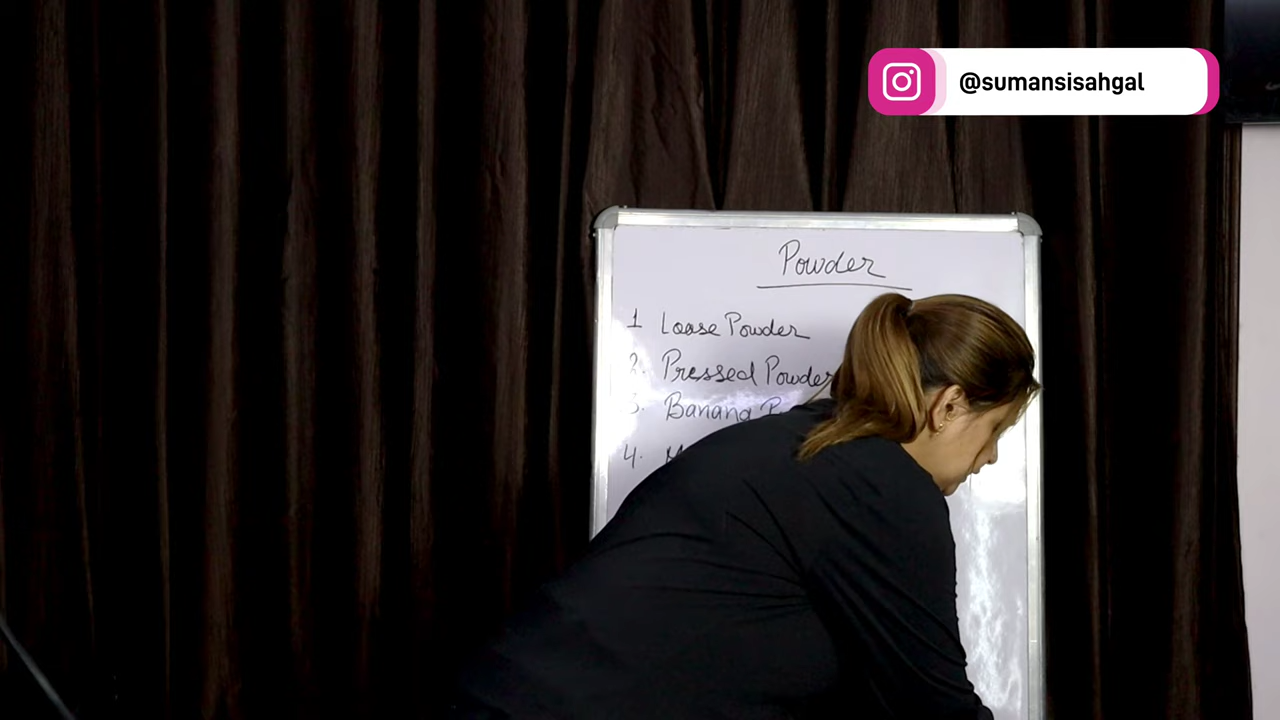 @sumansisahgal
Powder
1 Loose Powder
2. Pressed Powder
3. Banana
4.